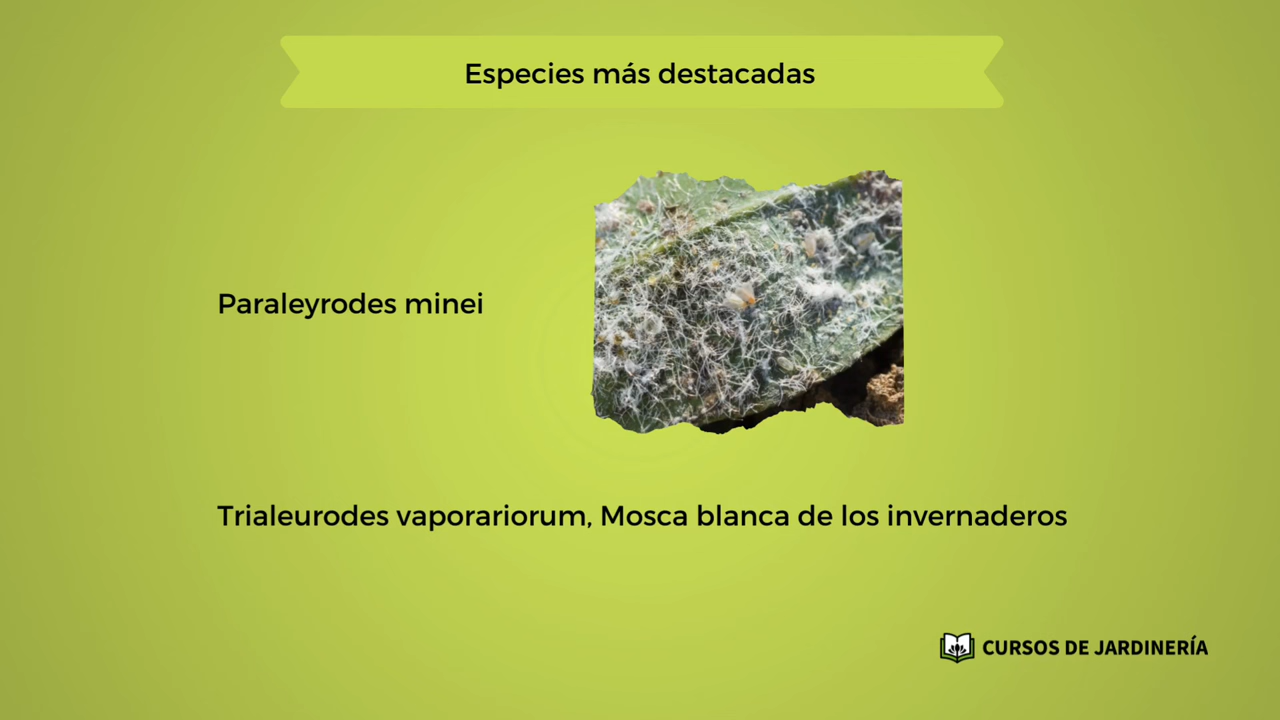 Especies más destacadas
Paraleyrodes minei
Trialeurodes vaporariorum, Mosca blanca de los invernaderos
CURSOS DE JARDINERÍA